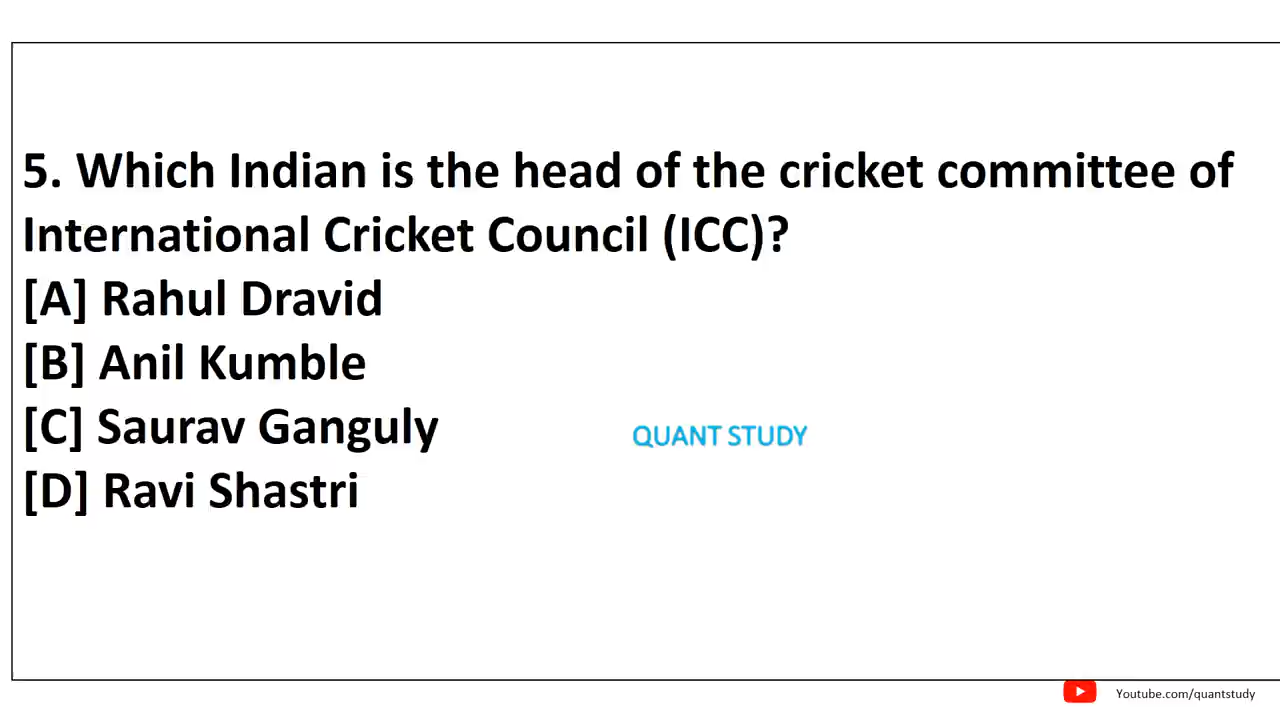 5. Which Indian is the head of the cricket committee of
International Cricket Council (ICC)?
[A] Rahul Dravid
[B] Anil Kumble
[C] Saurav Ganguly
QUANT STUDY
[D] Ravi Shastri
Youtube.com/quantstudy